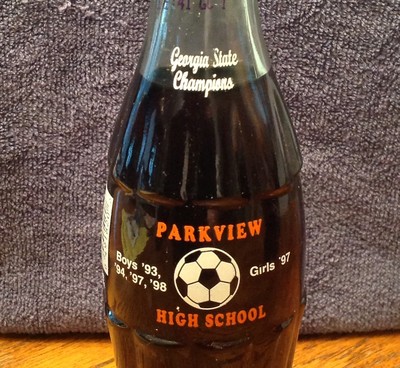 Georgia State
Champions
PARKVIEW
Boys '93,
'94, '97, '98
Girls '97
HIGH SCHOOL